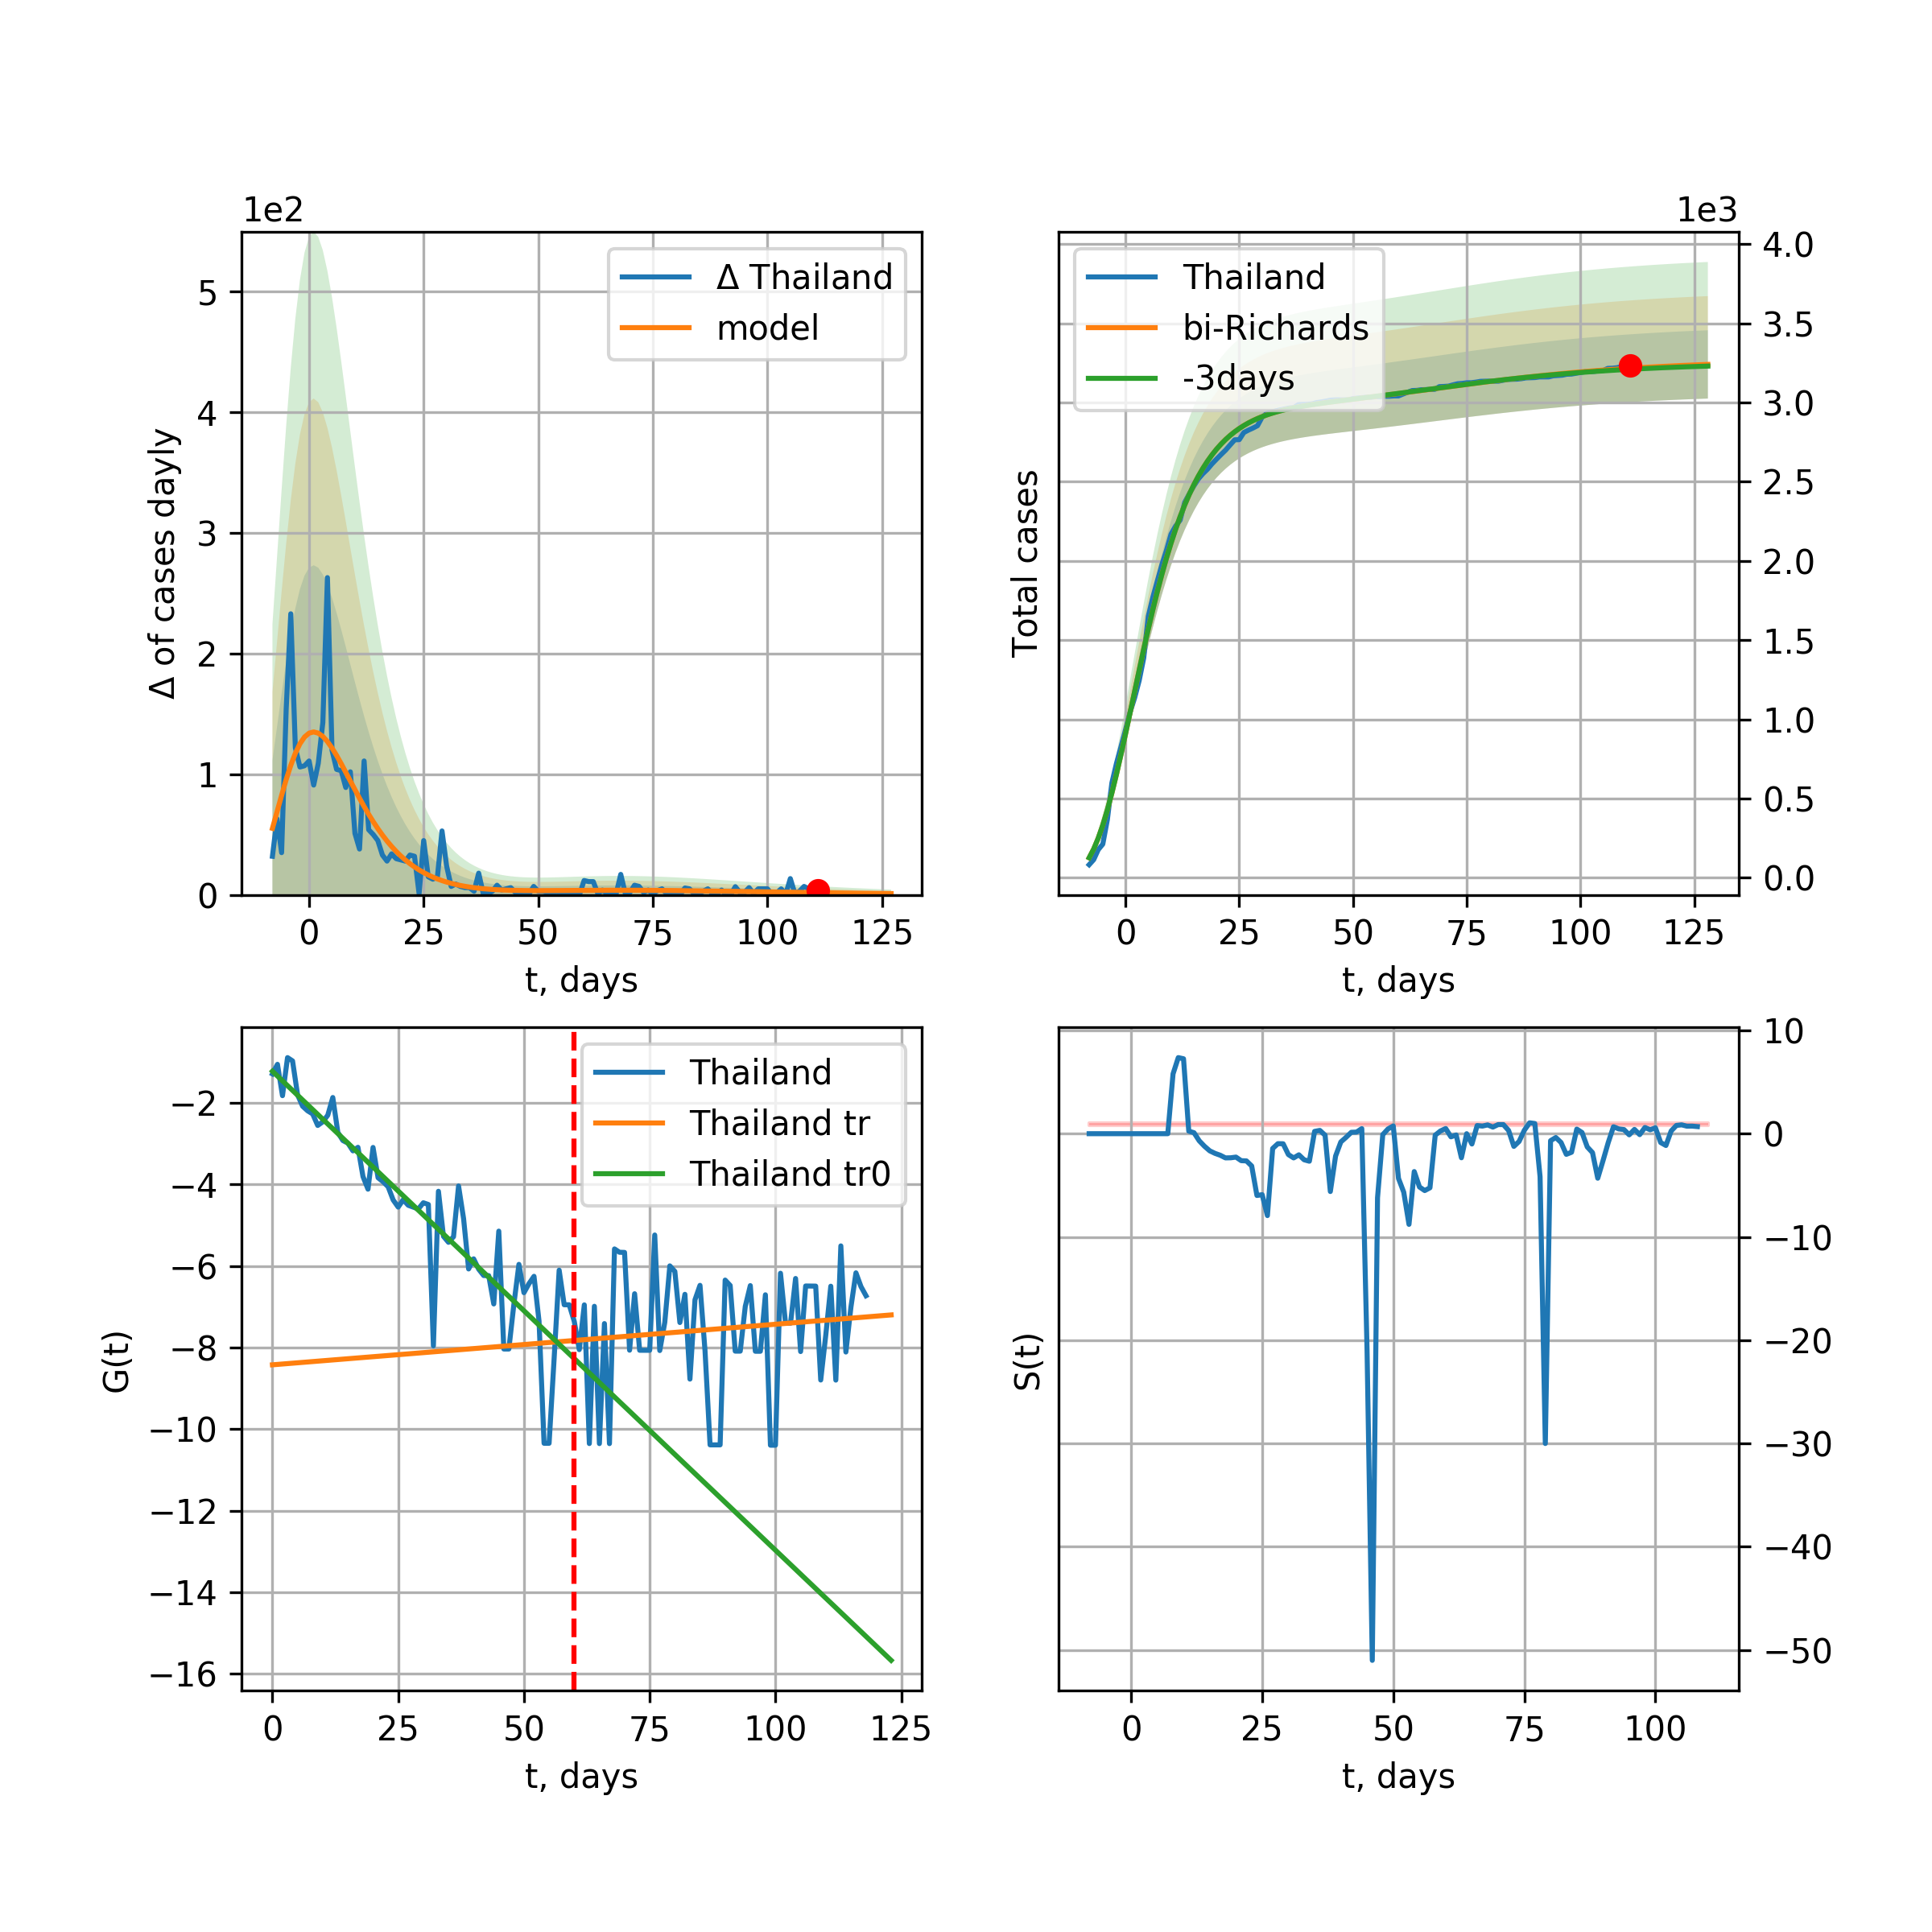 1e2
5
4
3
2
1
0
Δ of cases dayly
Δ Thailand
model
0 25 50 75 100 125
t, days
1e3
4.0
3.5
3.0
2.5
2.0
1.5
1.0
0.5
0.0
Total cases
Thailand
bi-Richards
-3days
0 25 50 75 100 125
t, days
−2
−4
−6
−8
−10
−12
−14
−16
G(t)
Thailand
Thailand tr
Thailand tr0
0 25 50 75 100 125
t, days
10
0
−10
−20
−30
−40
−50
S(t)
0 25 50 75 100
t, days